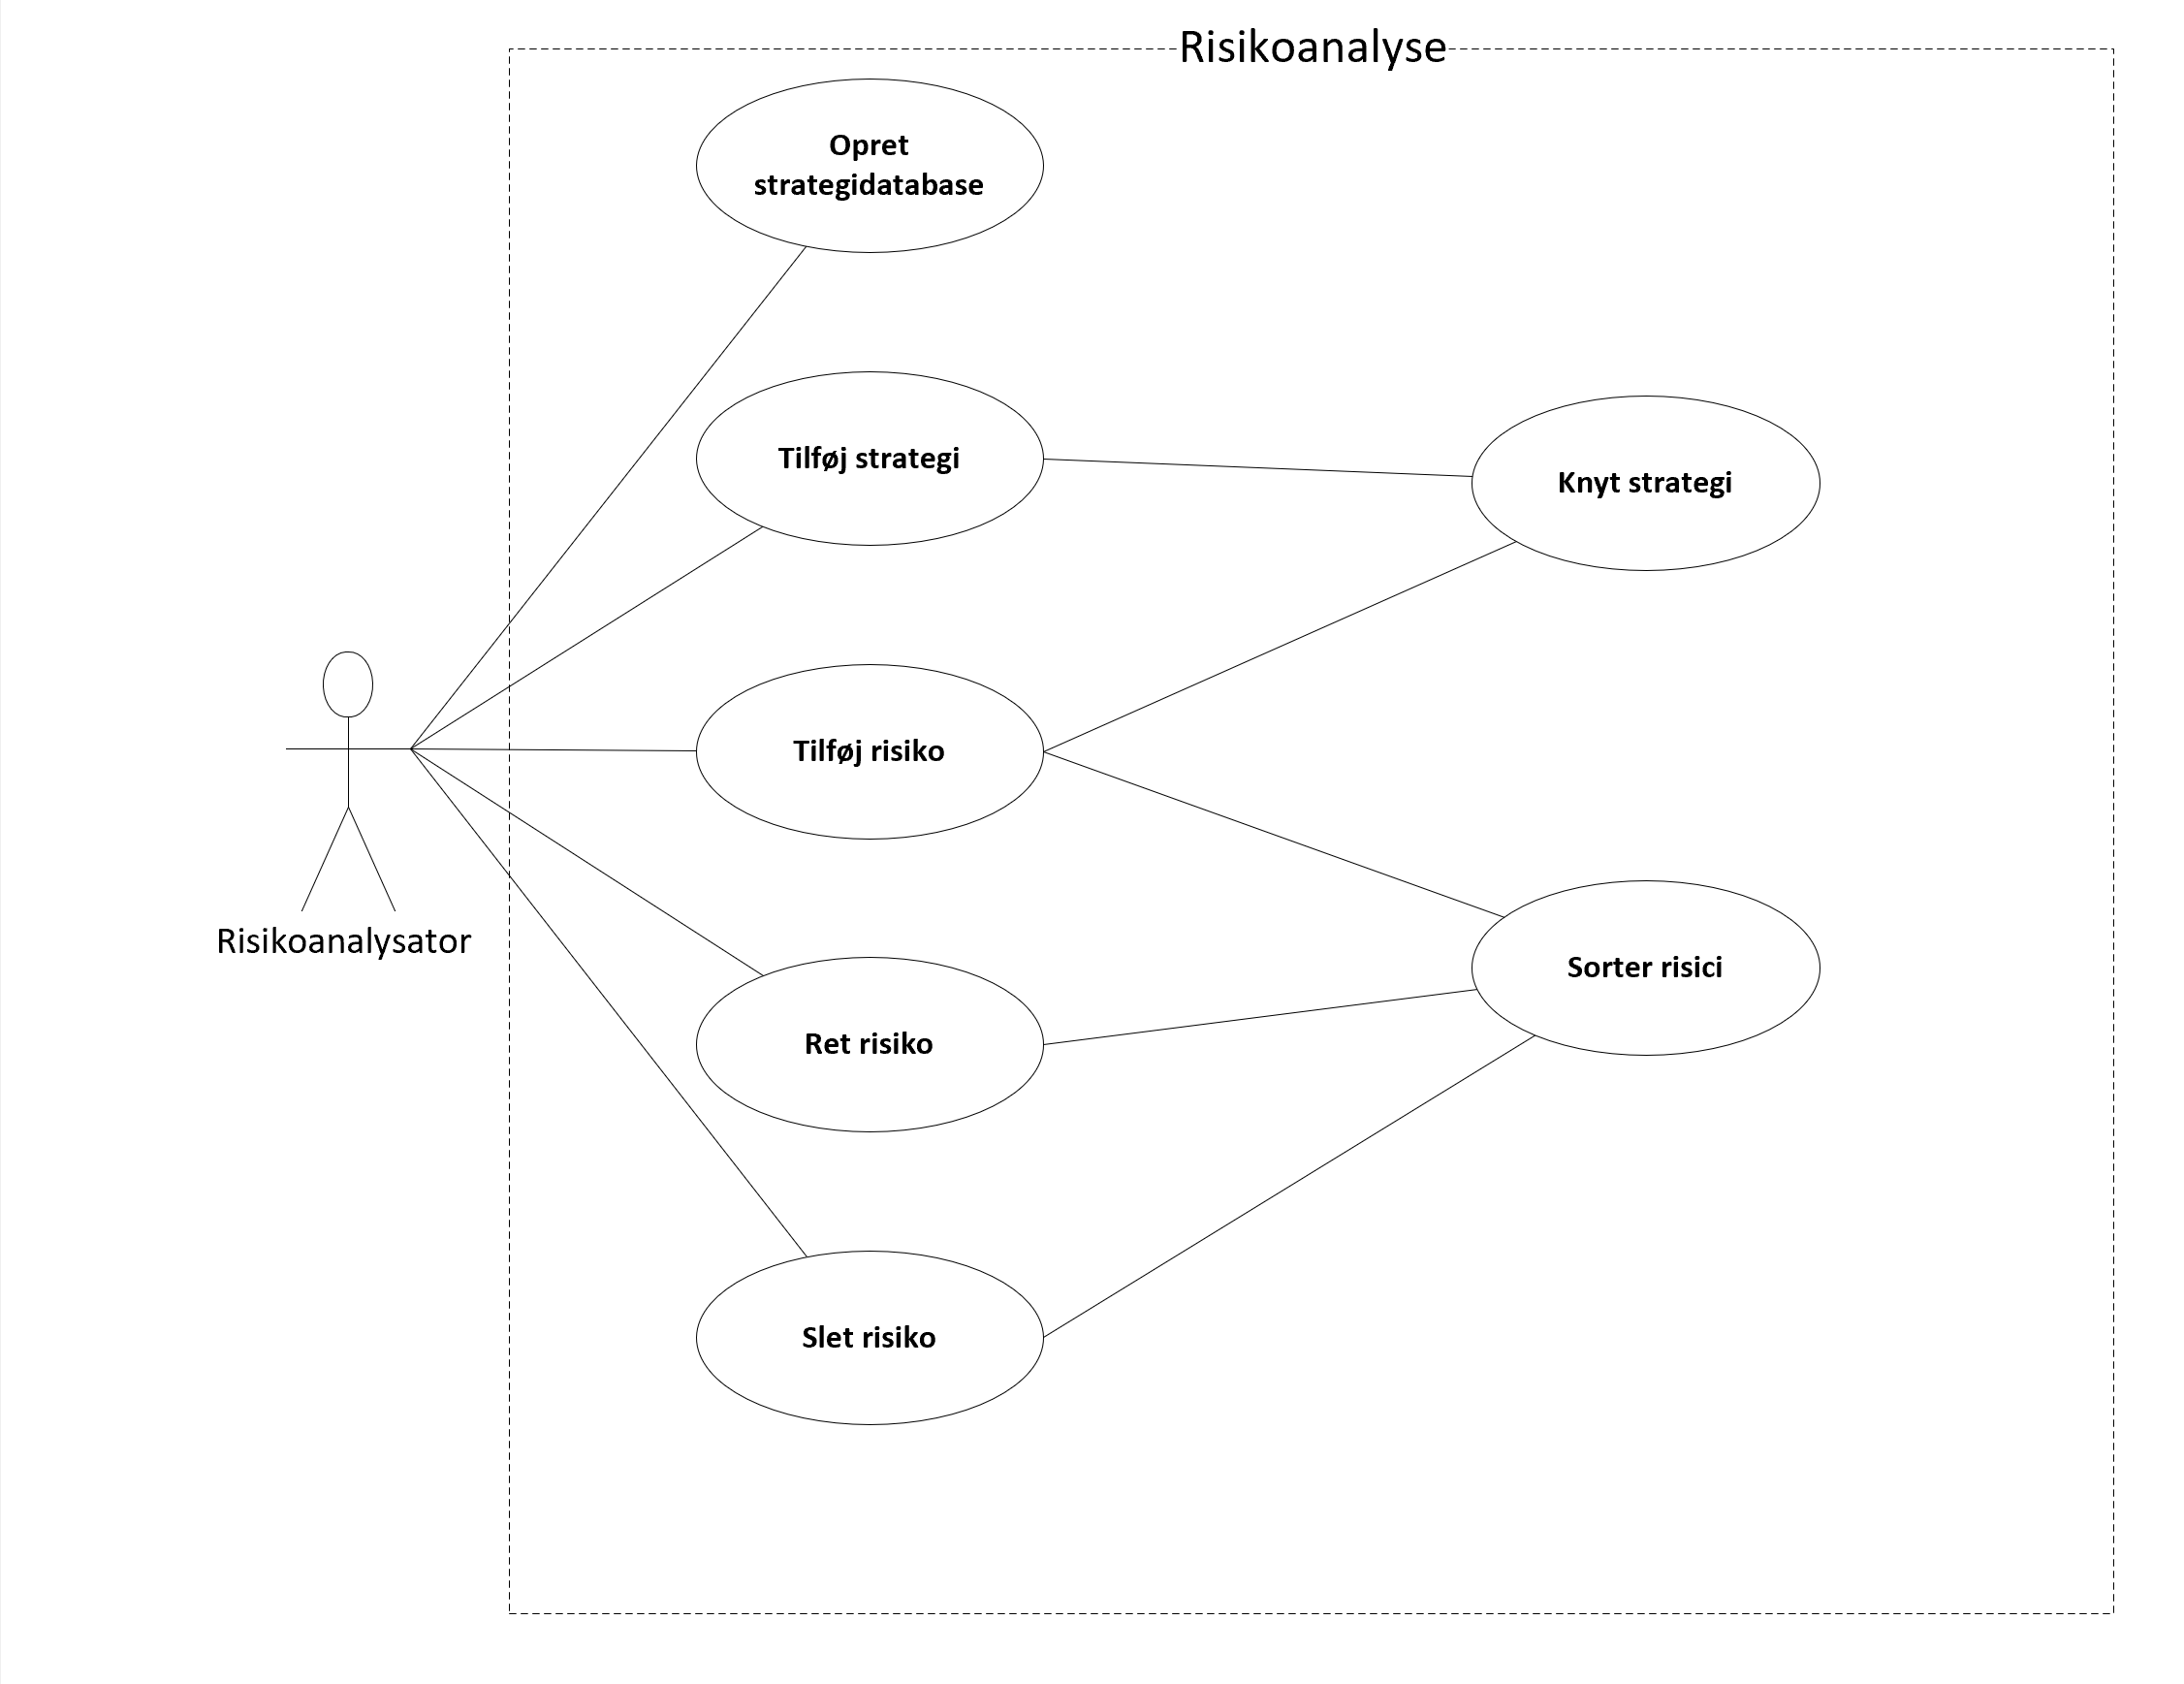 Risikoanalyse
Opret
strategidatabase
Tilføj strategi
Knyt strategi
Tilføj risiko
Risikoanalysator
Sorter risici
Ret risiko
Slet risiko